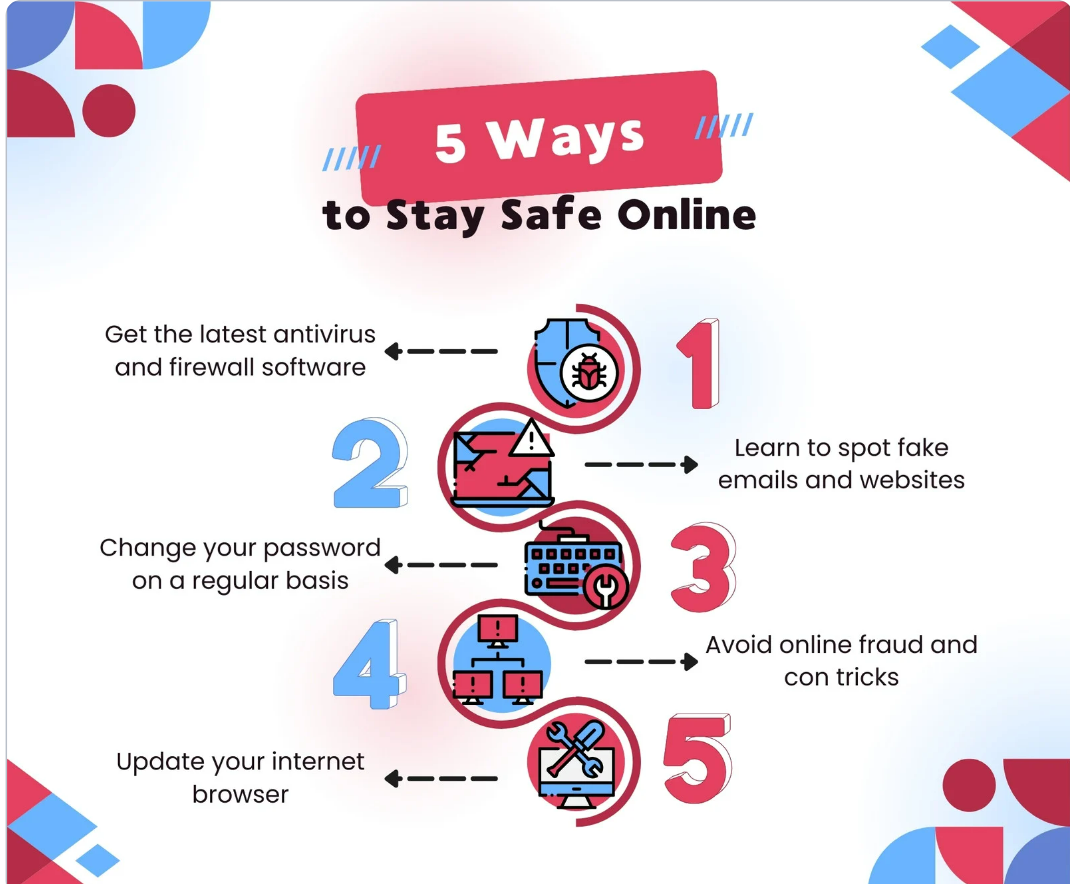 5 Ways
to Stay Safe Online
Get the latest antivirus
and firewall software
1
2
Learn to spot fake
emails and websites
Change your password
on a regular basis
3
4
Avoid online fraud and
con tricks
Update your internet
browser
5